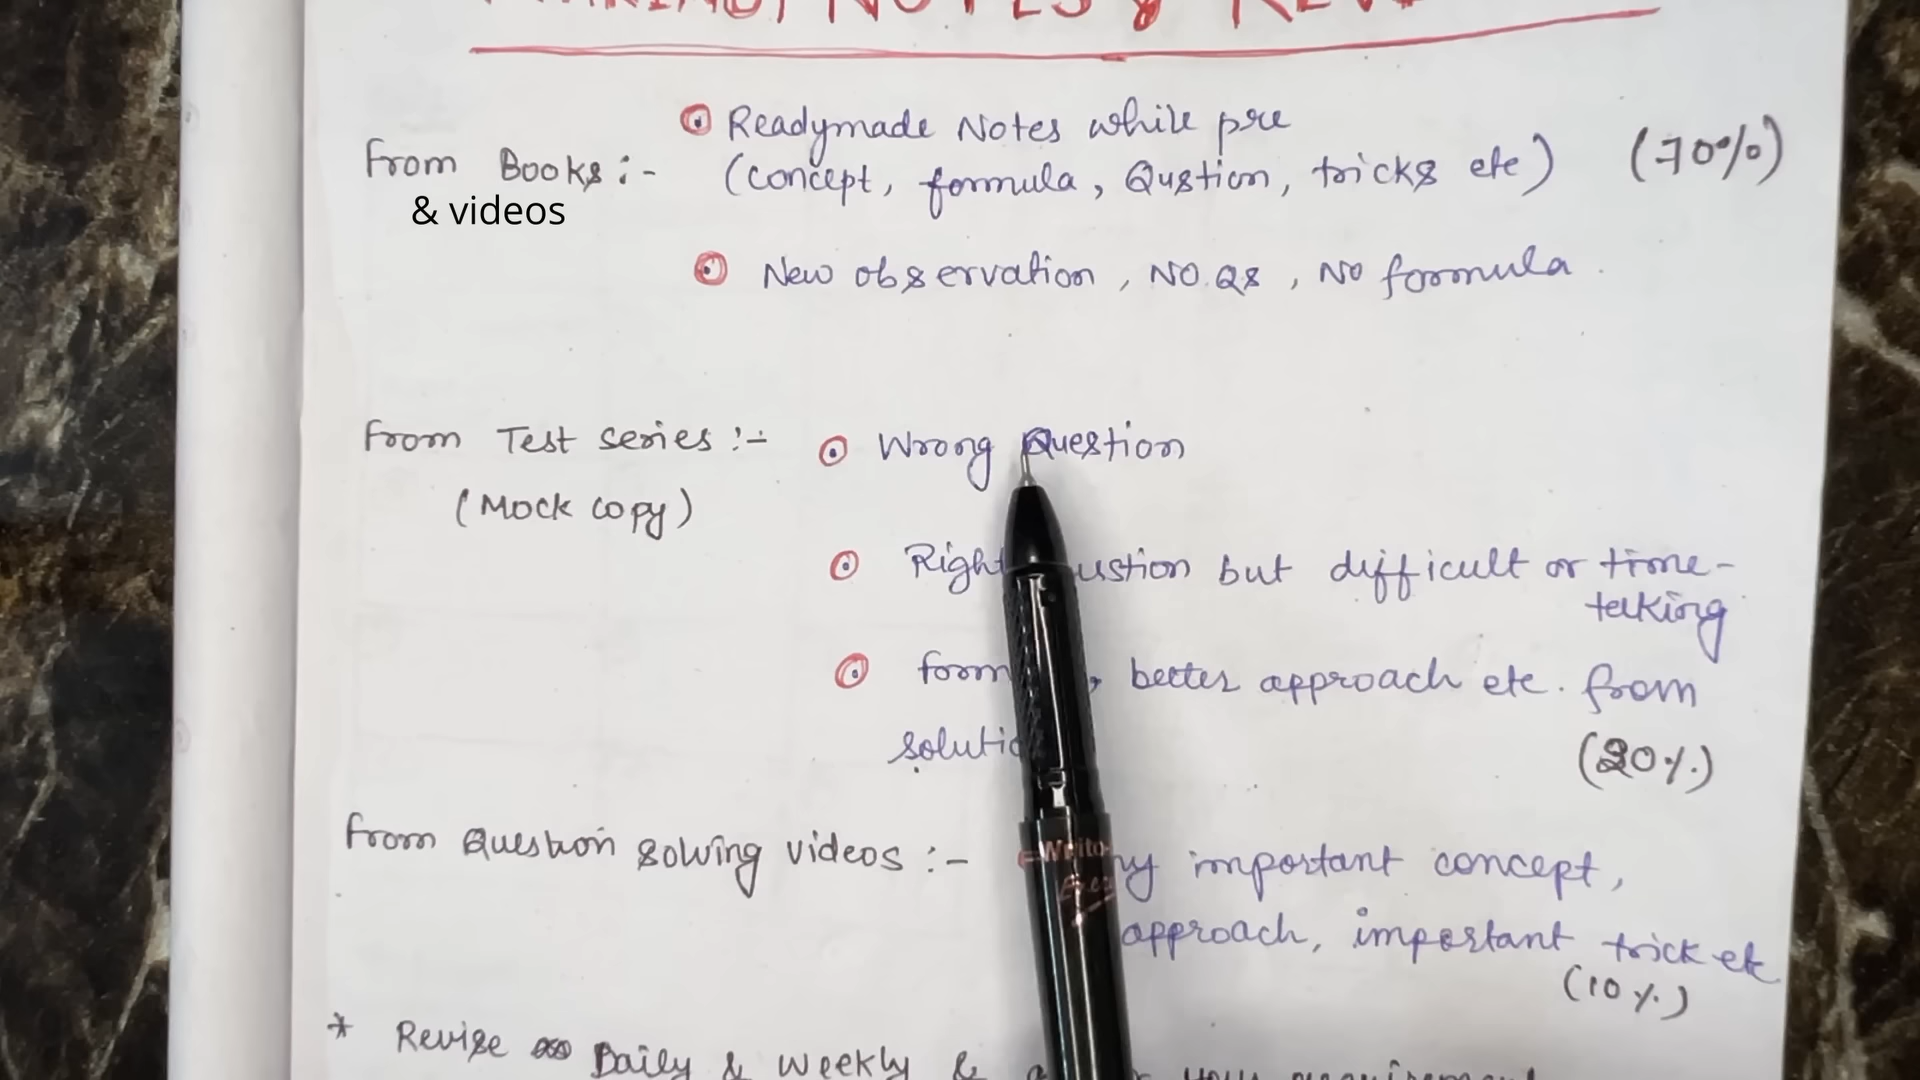 NOTES &
From Books :-
& videos
Readymade Notes while pre
(concept, formula, Qustion, tricks etc) (70%)
New observation, NO.Qs, No formula.
From Test series :- Wrong Question
(Mock copy)
Right but difficult or time-
taking
better approach etc. from
(20%)
From Question solving videos :- important concept,
approach, important trick etc
(10%)
* Revise Daily & weekly &